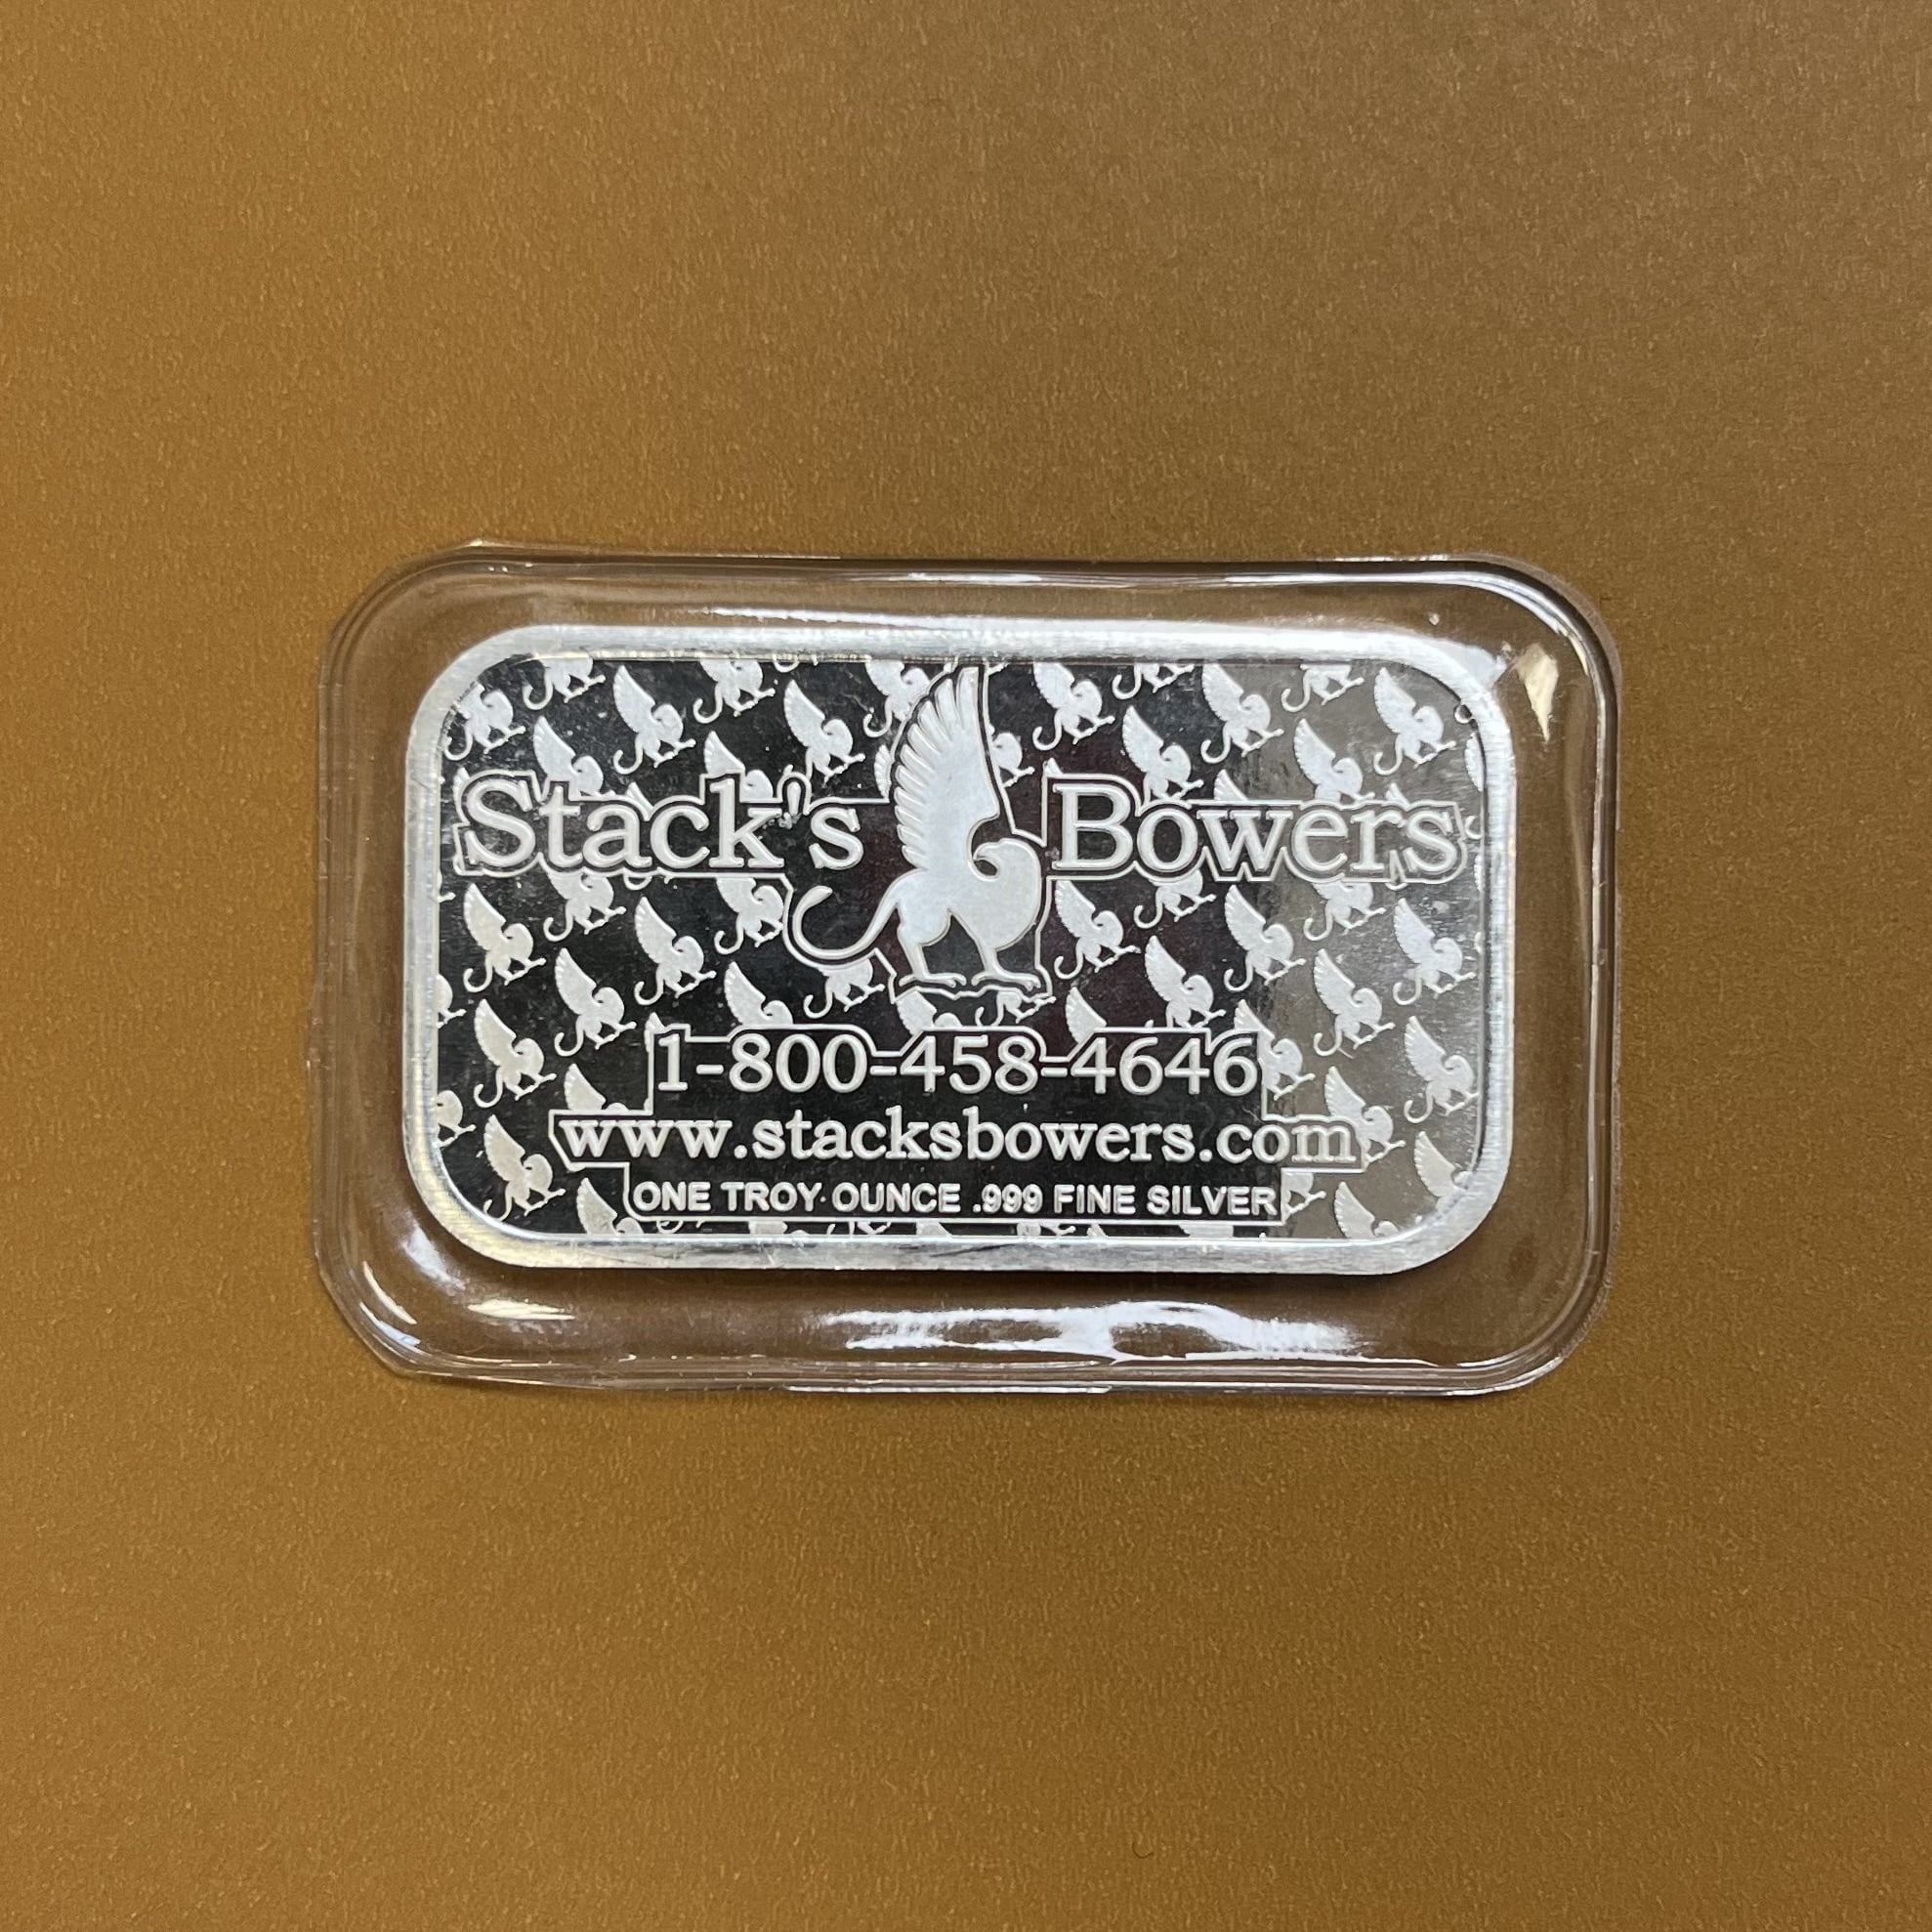 Stack's Bowers
1-800-458-4646
www.stacksbowers.com
ONE TROY OUNCE .999 FINE SILVER